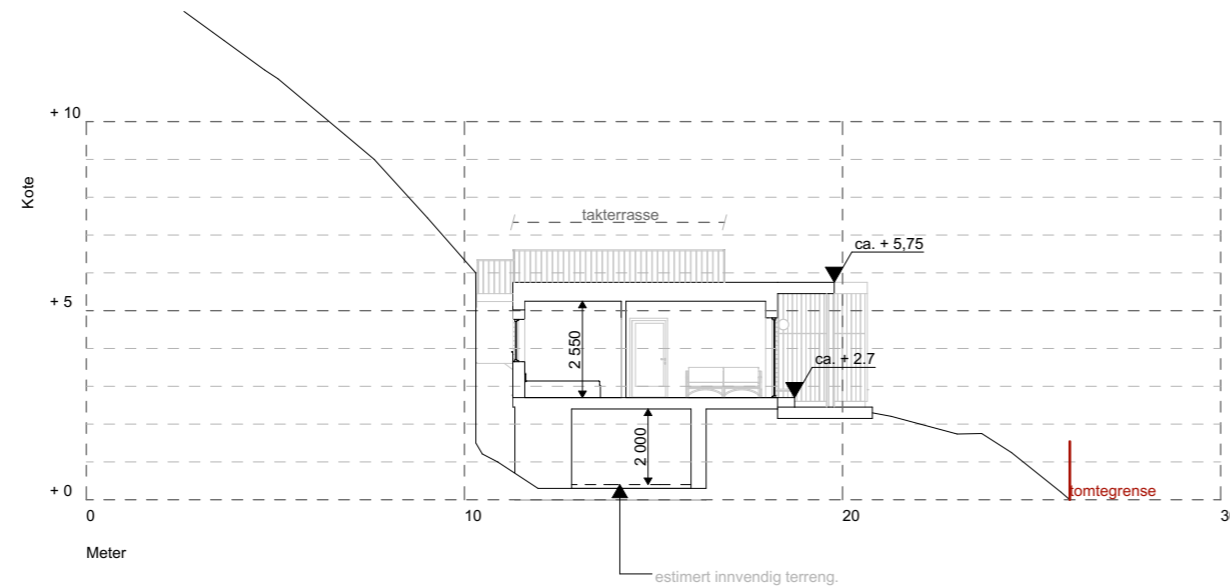 + 10
Kote
takterrasse
ca. + 5,75
+ 5
2 550
ca. + 2.7
2 000
+ 0
tomtegrense
0
10
20
30
Meter
estimert innvendig terreng.